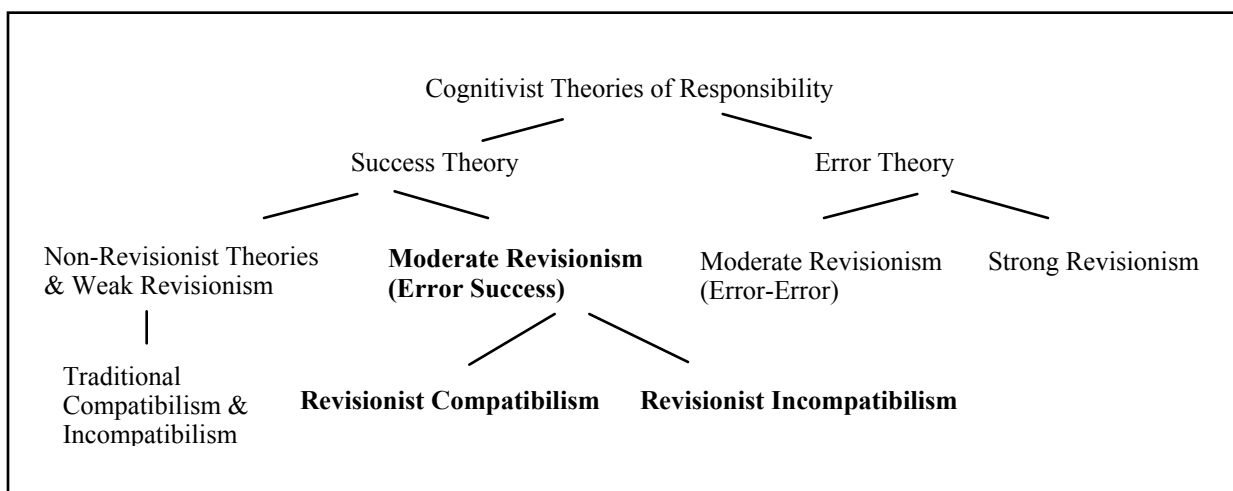 Cognitivist Theories of Responsibility
Success Theory
Error Theory
Non-Revisionist Theories
& Weak Revisionism
Moderate Revisionism
(Error Success)
Moderate Revisionism
(Error-Error)
Strong Revisionism
Traditional
Compatibilism &
Incompatibilism
Revisionist Compatibilism
Revisionist Incompatibilism